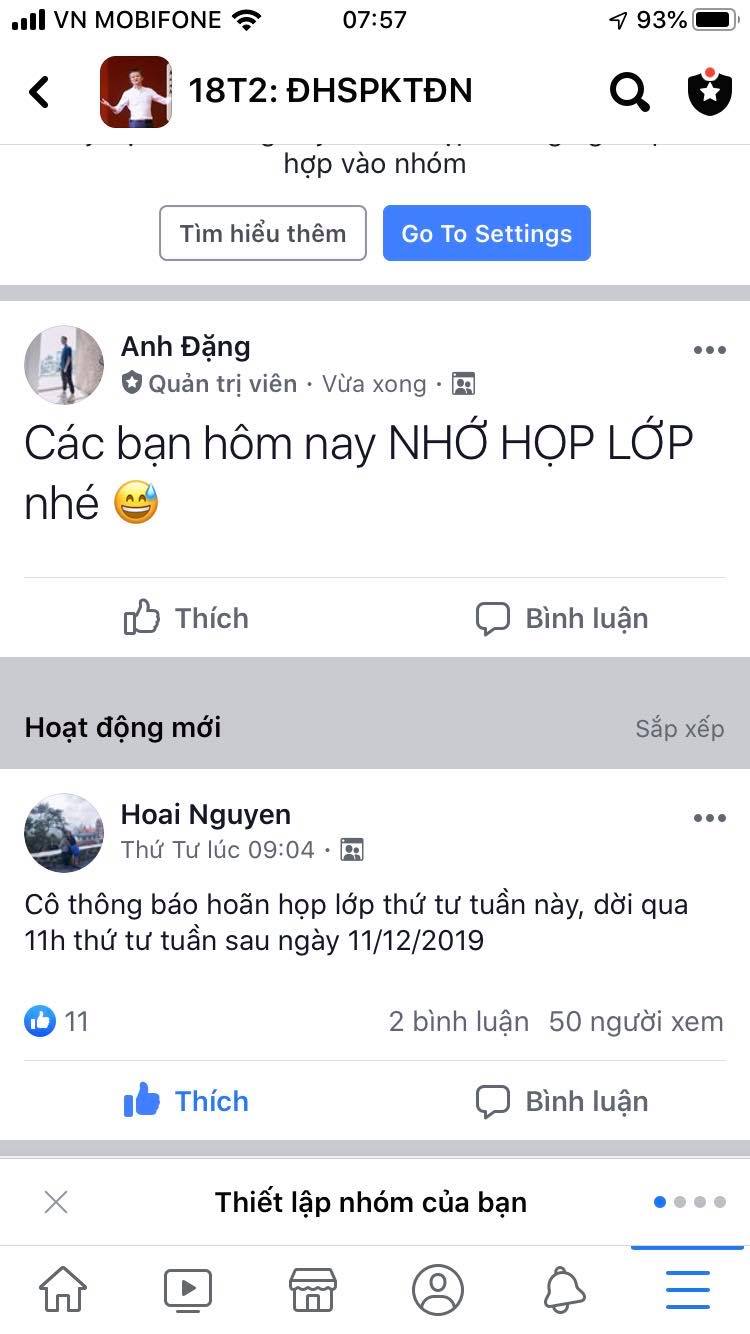 VN MOBIFONE 07:57 93%
18T2: ĐHSPKTĐN
hợp vào nhóm
Tìm hiểu thêm Go To Settings
Anh Đặng
Quản trị viên · Vừa xong ·
Các bạn hôm nay NHỚ HỌP LỚP
nhé 😅
Thích Bình luận
Hoạt động mới Sắp xếp
Hoai Nguyen
Thứ Tư lúc 09:04 ·
Cô thông báo hoãn họp lớp thứ tư tuần này, dời qua
11h thứ tư tuần sau ngày 11/12/2019
11 2 bình luận 50 người xem
Thích Bình luận
Thiết lập nhóm của bạn